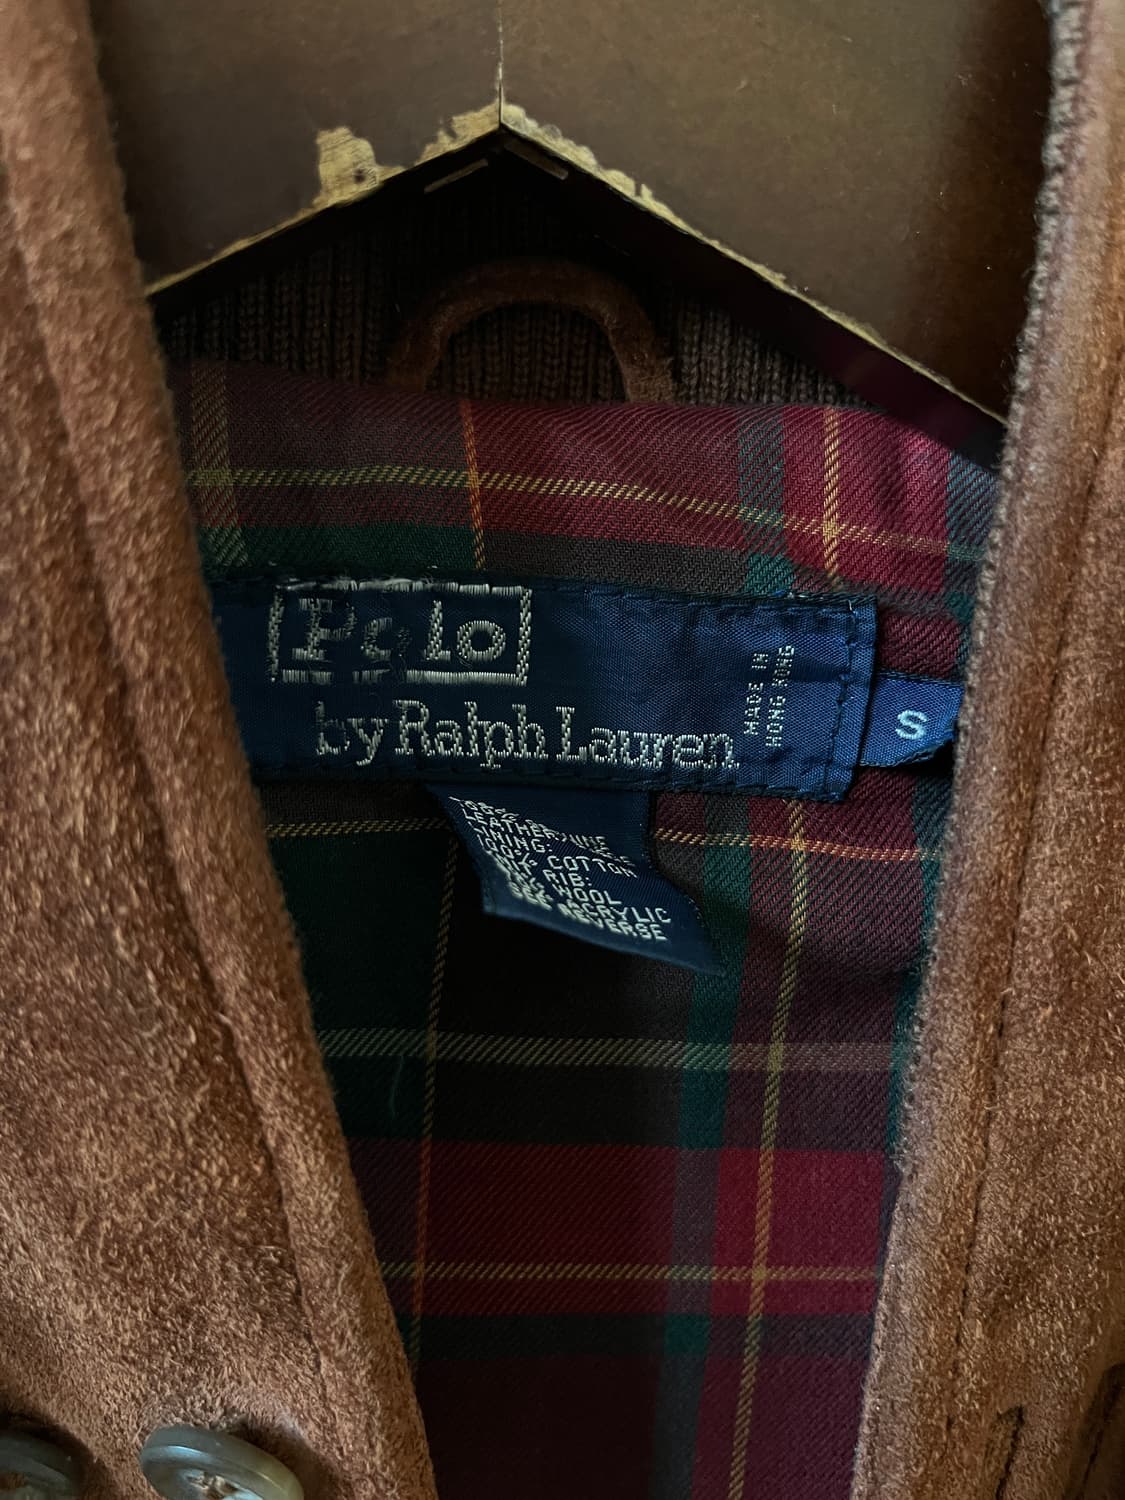 Polo
by Ralph Lauren
MADE IN
HONG KONG
S
LEATHER
LINING:
100% COTTON
RIB:
WOOL
ACRYLIC
SEE REVERSE